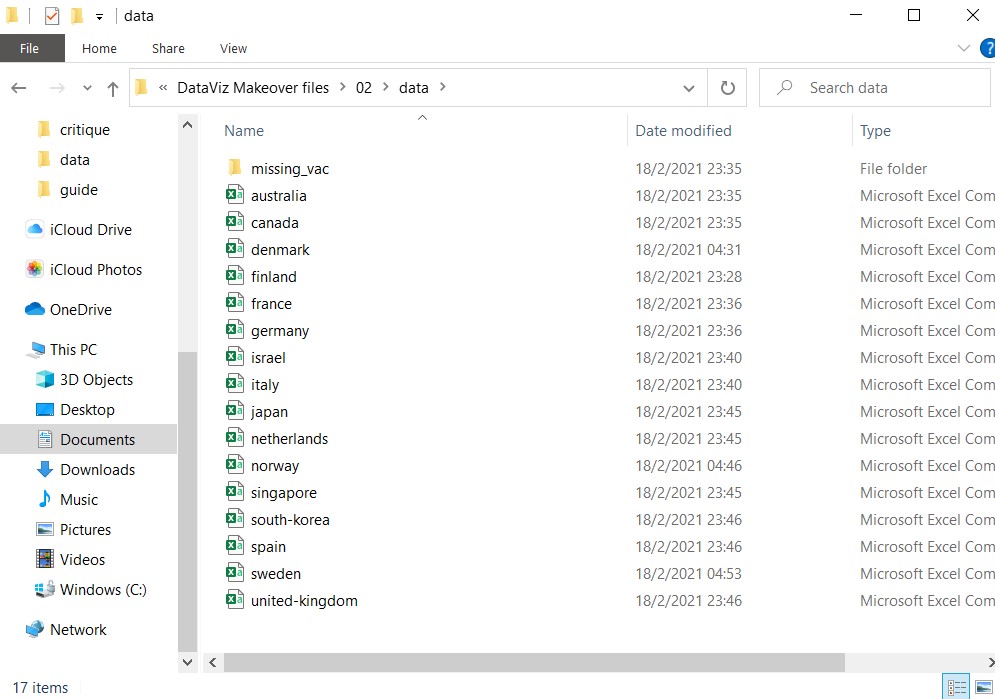 data
File Home Share View ?
« DataViz Makeover files > 02 > data > Search data
critique
data
guide
iCloud Drive
iCloud Photos
OneDrive
This PC
3D Objects
Desktop
Documents
Downloads
Music
Pictures
Videos
Windows (C:)
Network
Name Date modified Type
missing_vac 18/2/2021 23:35 File folder
australia 18/2/2021 23:35 Microsoft Excel Com
canada 18/2/2021 23:35 Microsoft Excel Com
denmark 18/2/2021 04:31 Microsoft Excel Com
finland 18/2/2021 23:28 Microsoft Excel Com
france 18/2/2021 23:36 Microsoft Excel Com
germany 18/2/2021 23:36 Microsoft Excel Com
israel 18/2/2021 23:40 Microsoft Excel Com
italy 18/2/2021 23:40 Microsoft Excel Com
japan 18/2/2021 23:45 Microsoft Excel Com
netherlands 18/2/2021 23:45 Microsoft Excel Com
norway 18/2/2021 04:46 Microsoft Excel Com
singapore 18/2/2021 23:45 Microsoft Excel Com
south-korea 18/2/2021 23:46 Microsoft Excel Com
spain 18/2/2021 23:46 Microsoft Excel Com
sweden 18/2/2021 04:53 Microsoft Excel Com
united-kingdom 18/2/2021 23:46 Microsoft Excel Com
17 items